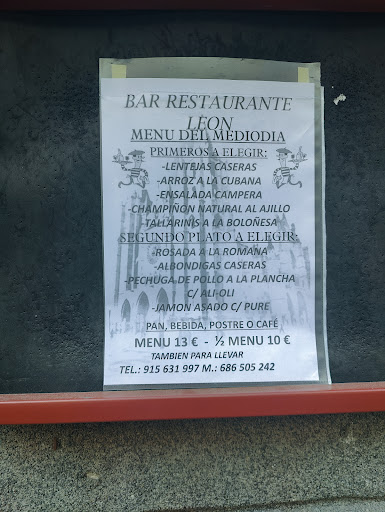 BAR RESTAURANTE
LEON
MENU DEL MEDIODIA
PRIMEROS A ELEGIR:
-LENTEJAS CASERAS
-ARROZ A LA CUBANA
-ENSALADA CAMPERA
-CHAMPIÑON NATURAL AL AJILLO
-TALLARINIS A LA BOLOÑESA
SEGUNDO PLATO A ELEGIR:
-ROSADA A LA ROMANA
-ALBONDIGAS CASERAS
-PECHUGA DE POLLO A LA PLANCHA
C/ ALI-OLI
-JAMON ASADO C/ PURE
PAN, BEBIDA, POSTRE O CAFÉ
MENU 13 € - ½ MENU 10 €
TAMBIEN PARA LLEVAR
TEL.: 915 631 997 M.: 686 505 242